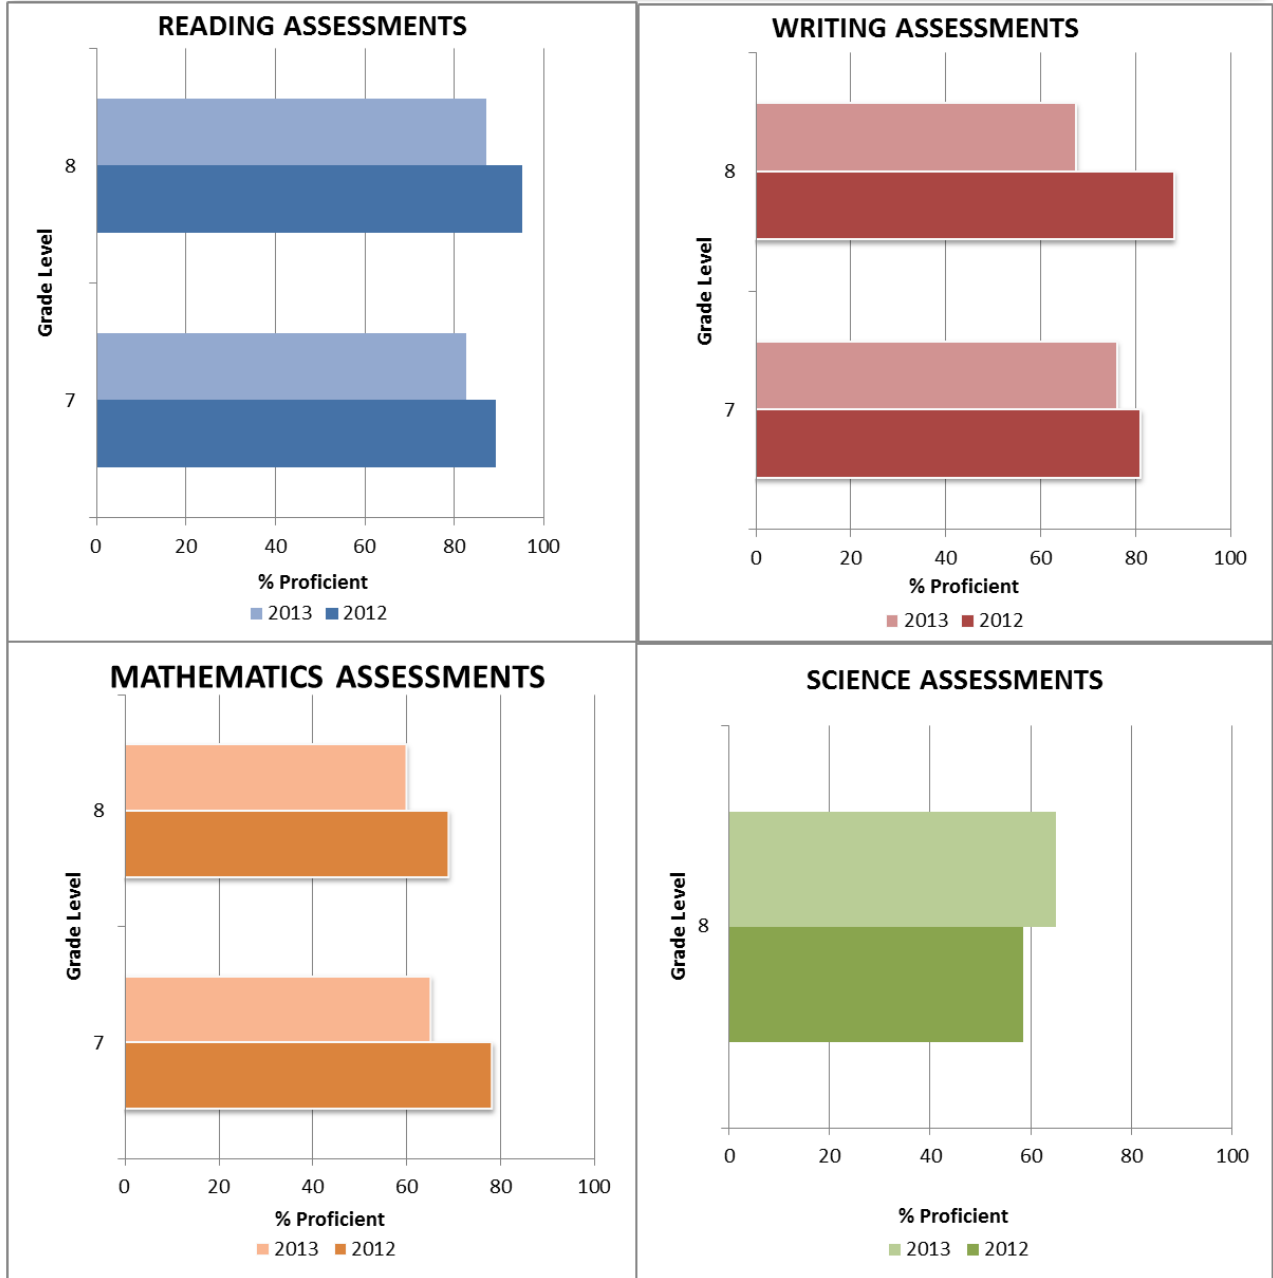 READING ASSESSMENTS
8
7
Grade Level
0 20 40 60 80 100
% Proficient
2013 2012
WRITING ASSESSMENTS
8
7
Grade Level
0 20 40 60 80 100
% Proficient
2013 2012
MATHEMATICS ASSESSMENTS
8
7
Grade Level
0 20 40 60 80 100
% Proficient
2013 2012
SCIENCE ASSESSMENTS
8
Grade Level
0 20 40 60 80 100
% Proficient
2013 2012